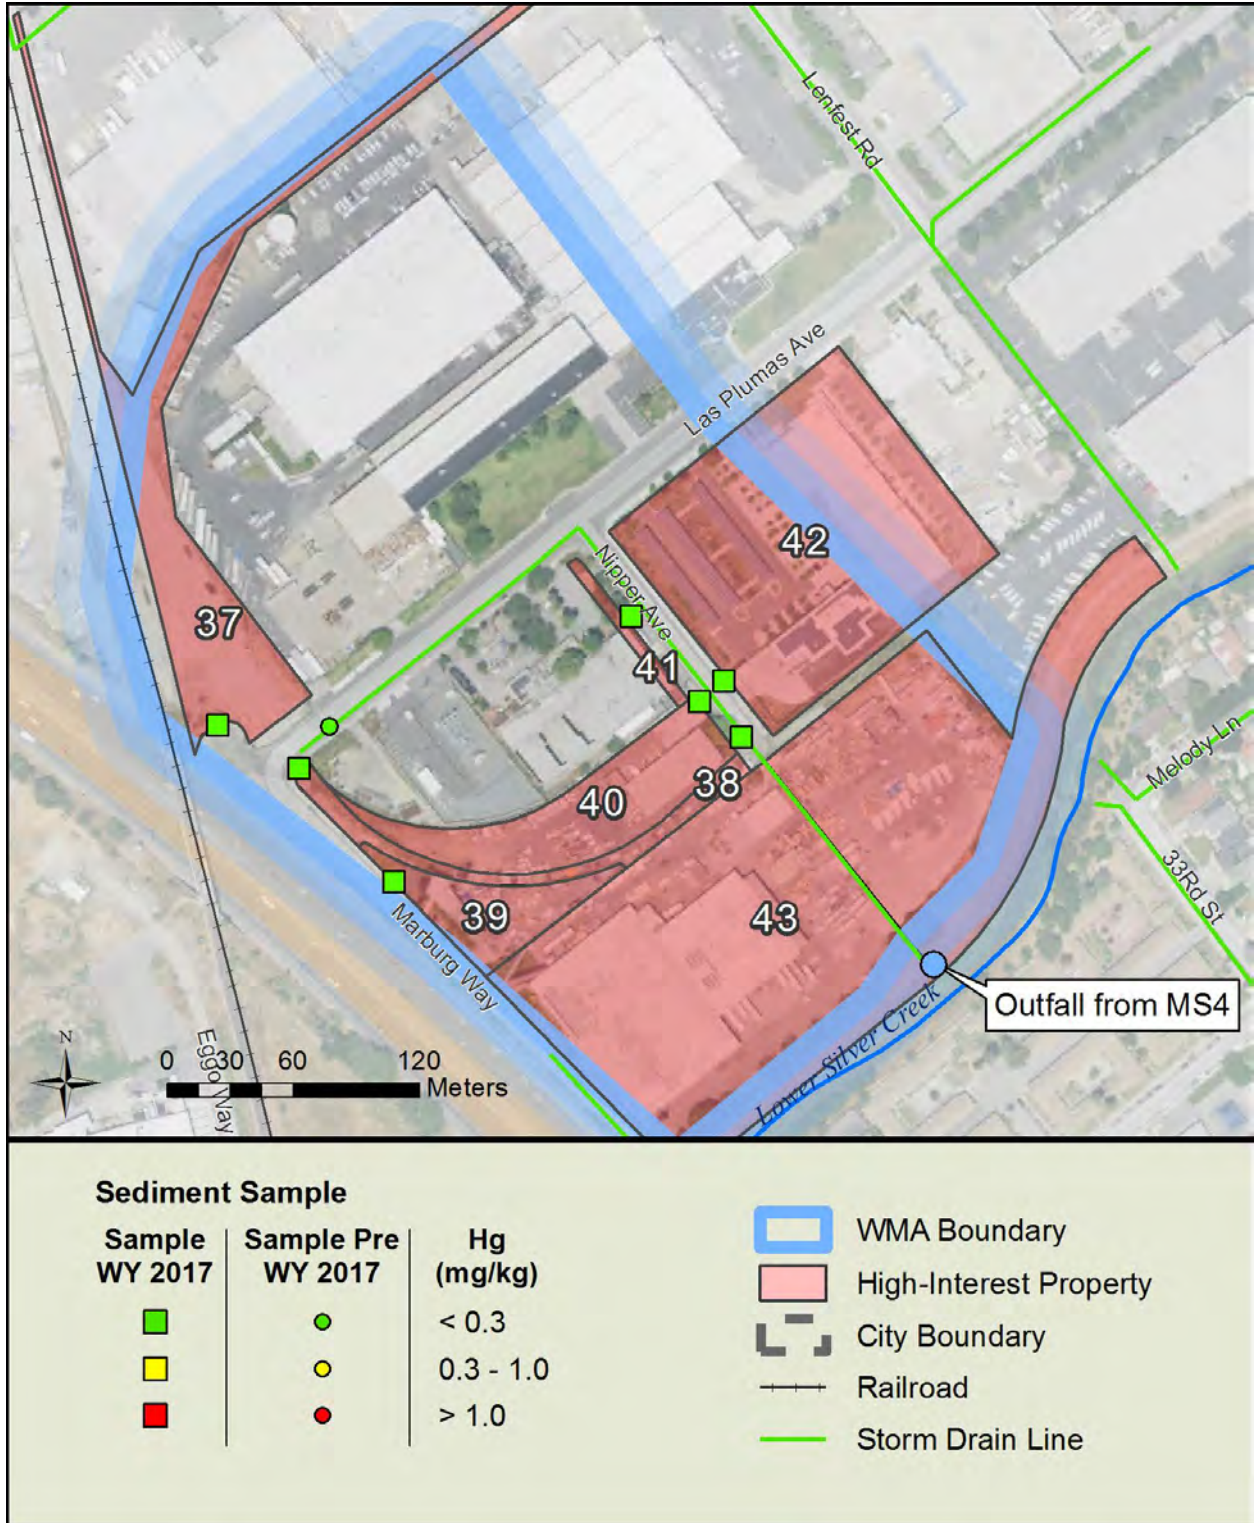 Lenfest Rd
Las Plumas Ave
42
Nipper Ave
37
41
Melody Ln
38
40
33Rd St
39
43
Marburg Way
Outfall from MS4
Lower Silver Creek
N
0 30 60 120
Meters
Eggo Way
Sediment Sample
Sample
WY 2017
Sample Pre
WY 2017
Hg
(mg/kg)
< 0.3
0.3 - 1.0
> 1.0
WMA Boundary
High-Interest Property
City Boundary
Railroad
Storm Drain Line